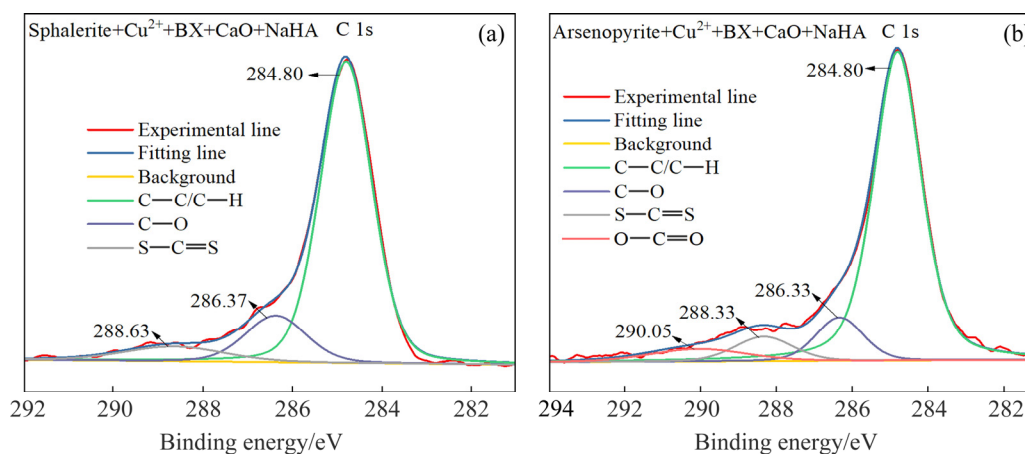 Sphalerite+Cu²⁺+BX+CaO+NaHA C 1s (a)
284.80
Experimental line
Fitting line
Background
C—C/C—H
C—O
S—C=S
286.37
288.63
292 290 288 286 284 282
Binding energy/eV
Arsenopyrite+Cu²⁺+BX+CaO+NaHA C 1s (b)
284.80
Experimental line
Fitting line
Background
C—C/C—H
C—O
S—C=S
O—C=O
286.33
288.33
290.05
294 292 290 288 286 284 282
Binding energy/eV